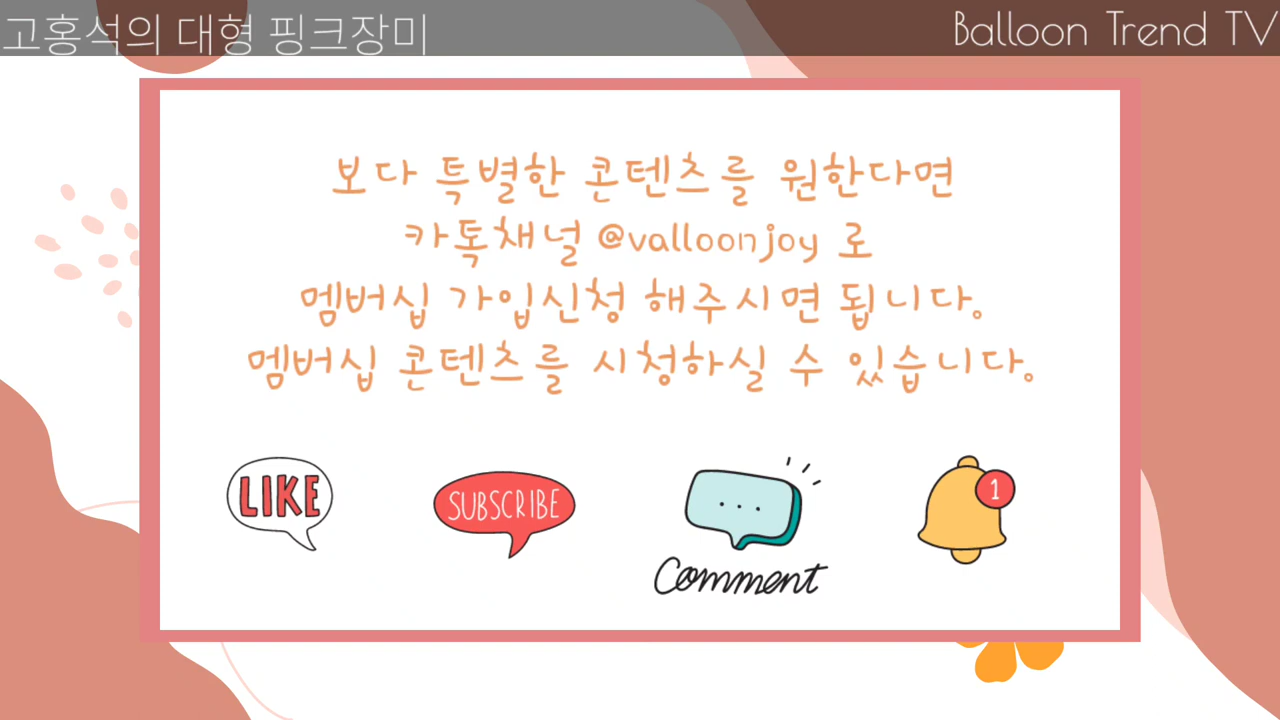 고홍석의 대형 핑크장미
Balloon Trend TV
보다 특별한 콘텐츠를 원한다면
카톡채널 @valloonjoy 로
멤버십 가입신청 해주시면 됩니다.
멤버십 콘텐츠를 시청하실 수 있습니다.
LIKE
SUBSCRIBE
1
Comment